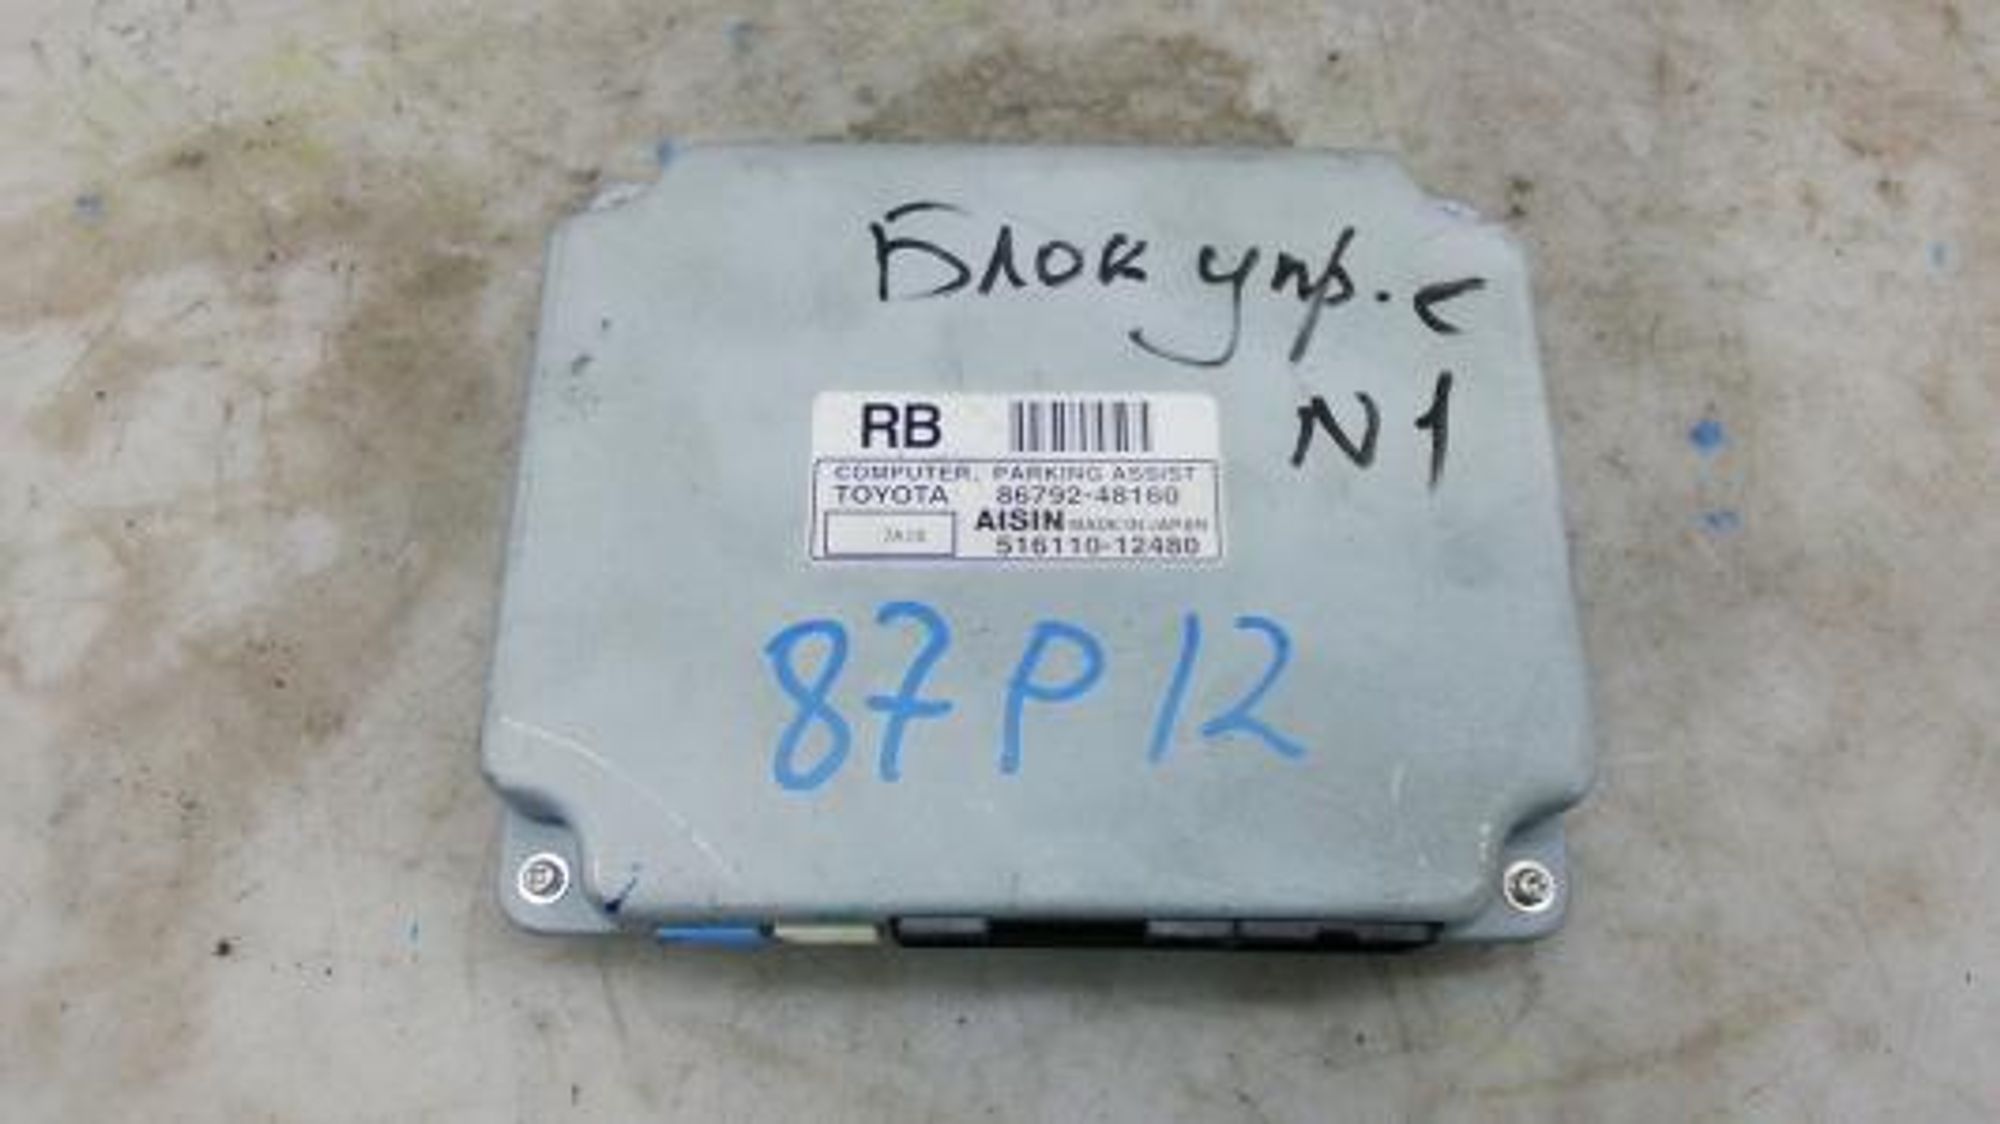 Блок упр. с
N1
RB
COMPUTER, PARKING ASSIST
TOYOTA 86792-48160
AISIN MADE IN JAPAN
516110-12480
87P12